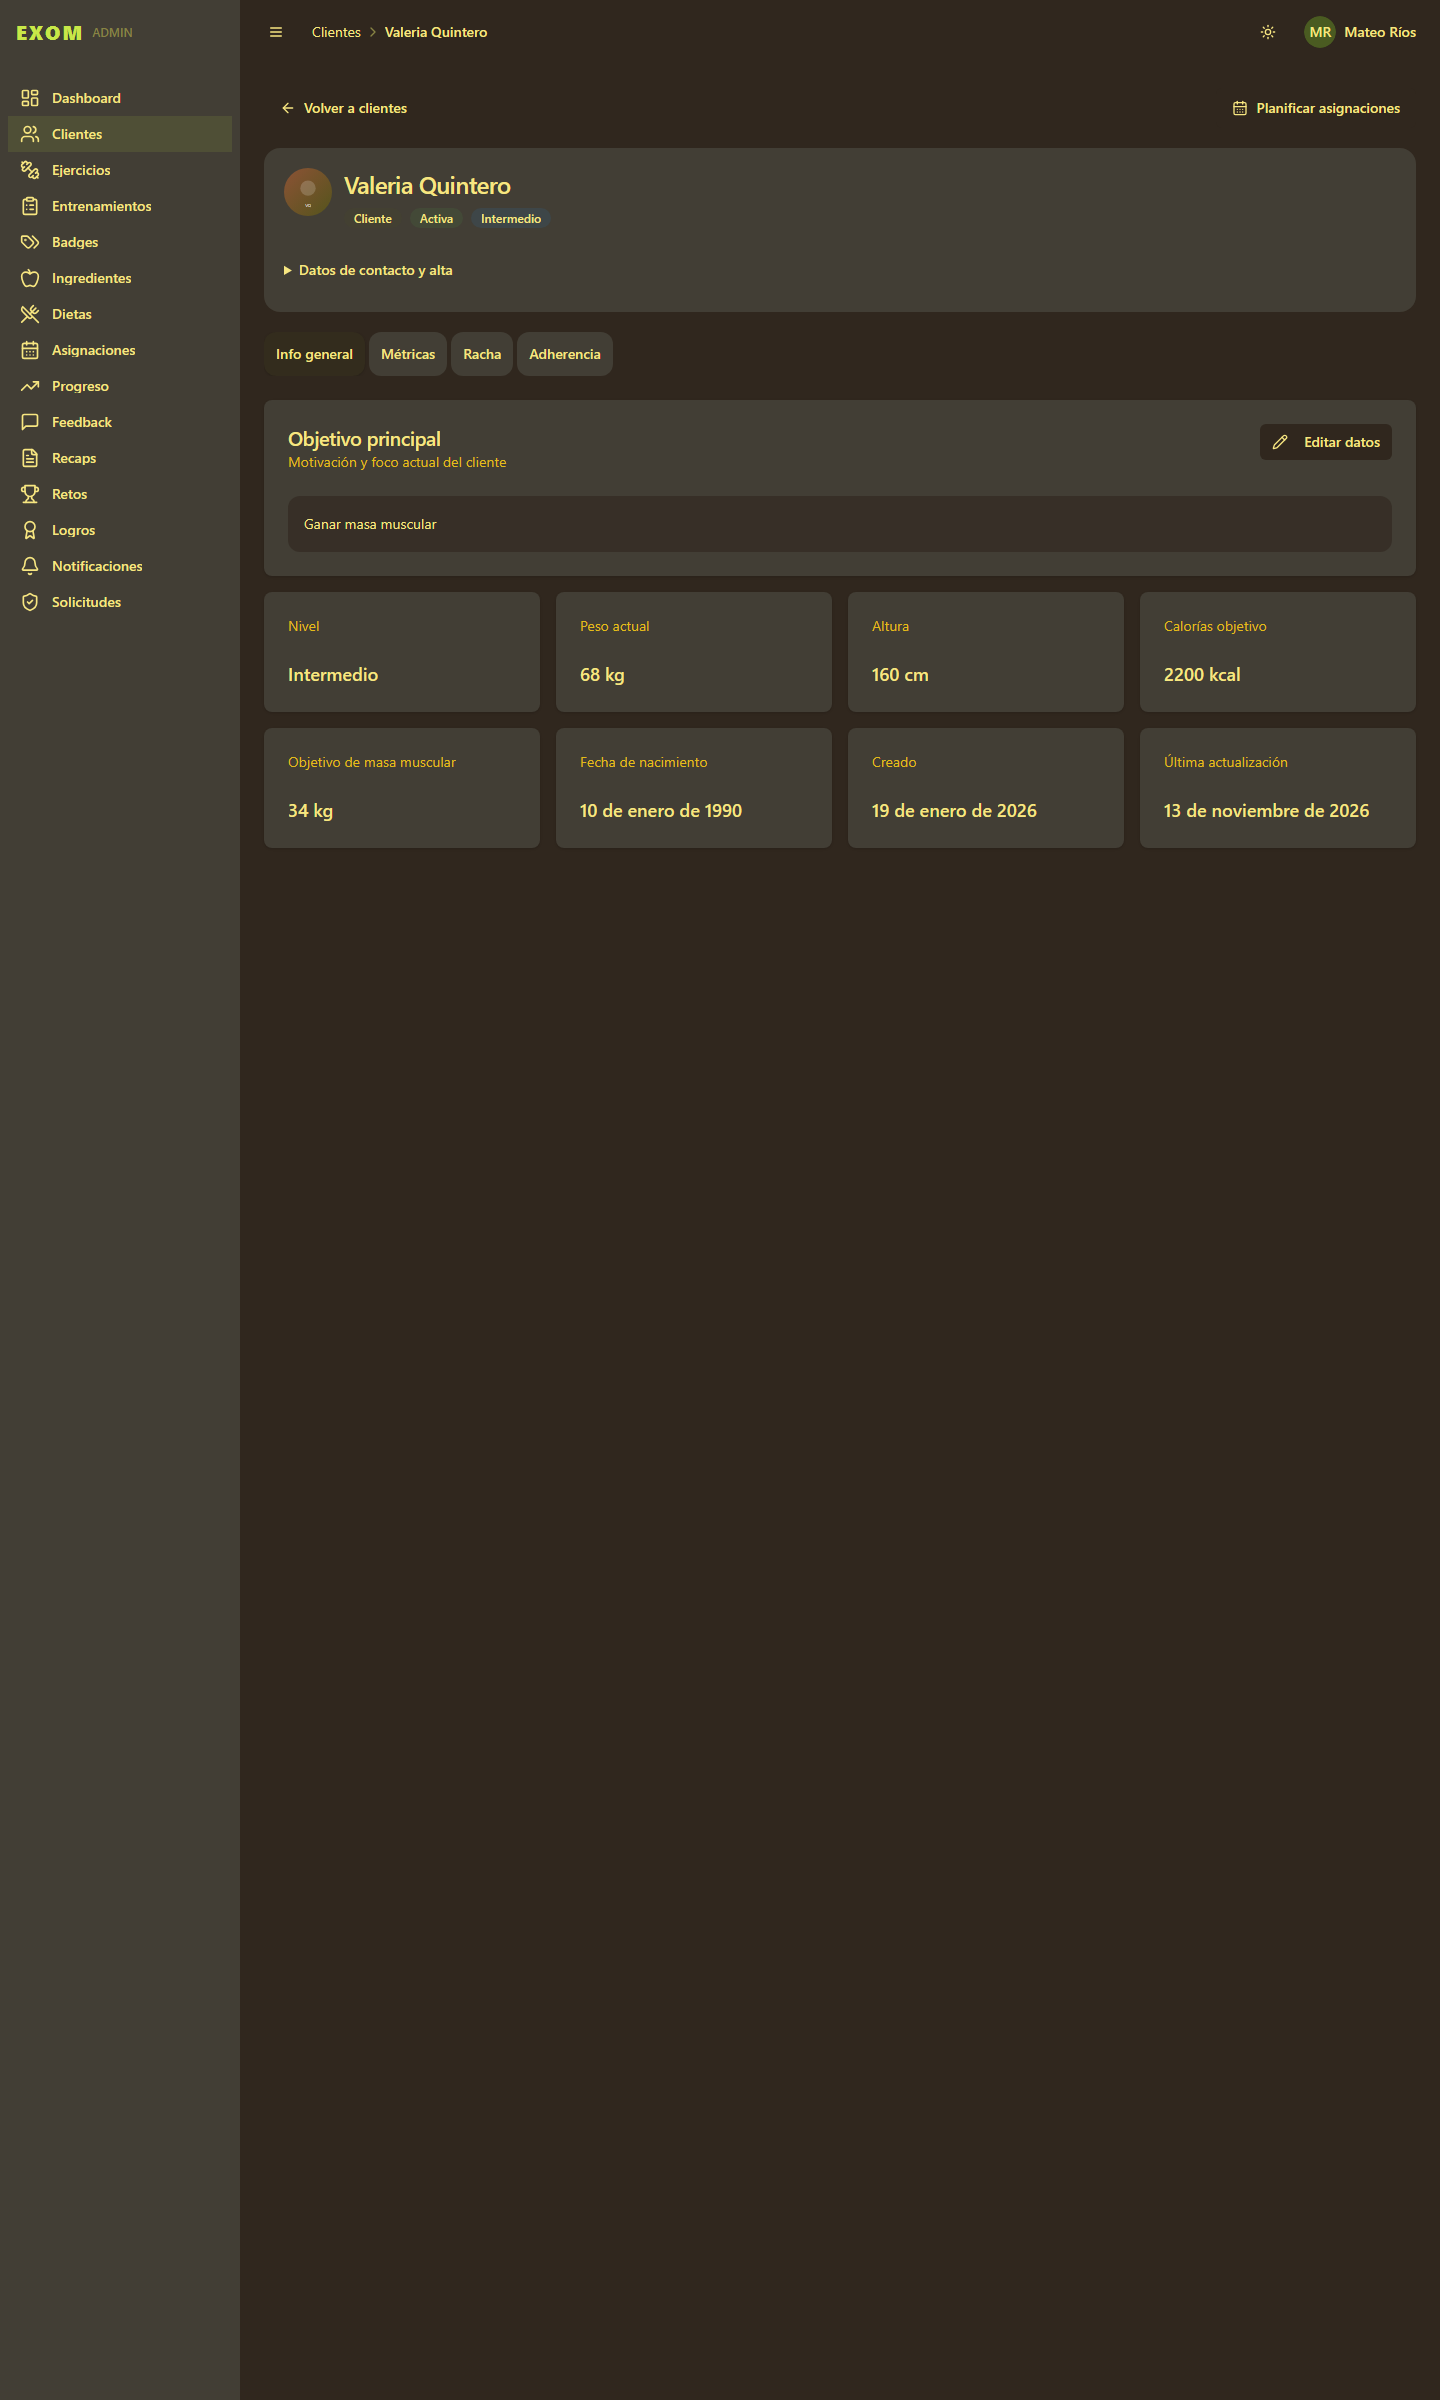 EXOM ADMIN
Dashboard
Clientes
Ejercicios
Entrenamientos
Badges
Ingredientes
Dietas
Asignaciones
Progreso
Feedback
Recaps
Retos
Logros
Notificaciones
Solicitudes
Clientes > Valeria Quintero
MR Mateo Ríos
Volver a clientes
Planificar asignaciones
Valeria Quintero
Cliente Activa Intermedio
Datos de contacto y alta
Info general Métricas Racha Adherencia
Objetivo principal
Motivación y foco actual del cliente
Editar datos
Ganar masa muscular
Nivel
Intermedio
Peso actual
68 kg
Altura
160 cm
Calorías objetivo
2200 kcal
Objetivo de masa muscular
34 kg
Fecha de nacimiento
10 de enero de 1990
Creado
19 de enero de 2026
Última actualización
13 de noviembre de 2026